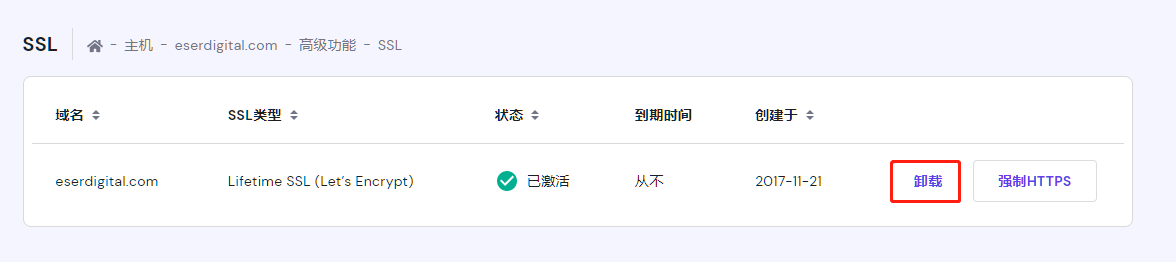 SSL - 主机 - eserdigital.com - 高级功能 - SSL
域名 SSL类型 状态 到期时间 创建于
eserdigital.com Lifetime SSL (Let's Encrypt) 已激活 从不 2017-11-21 卸载 强制HTTPS